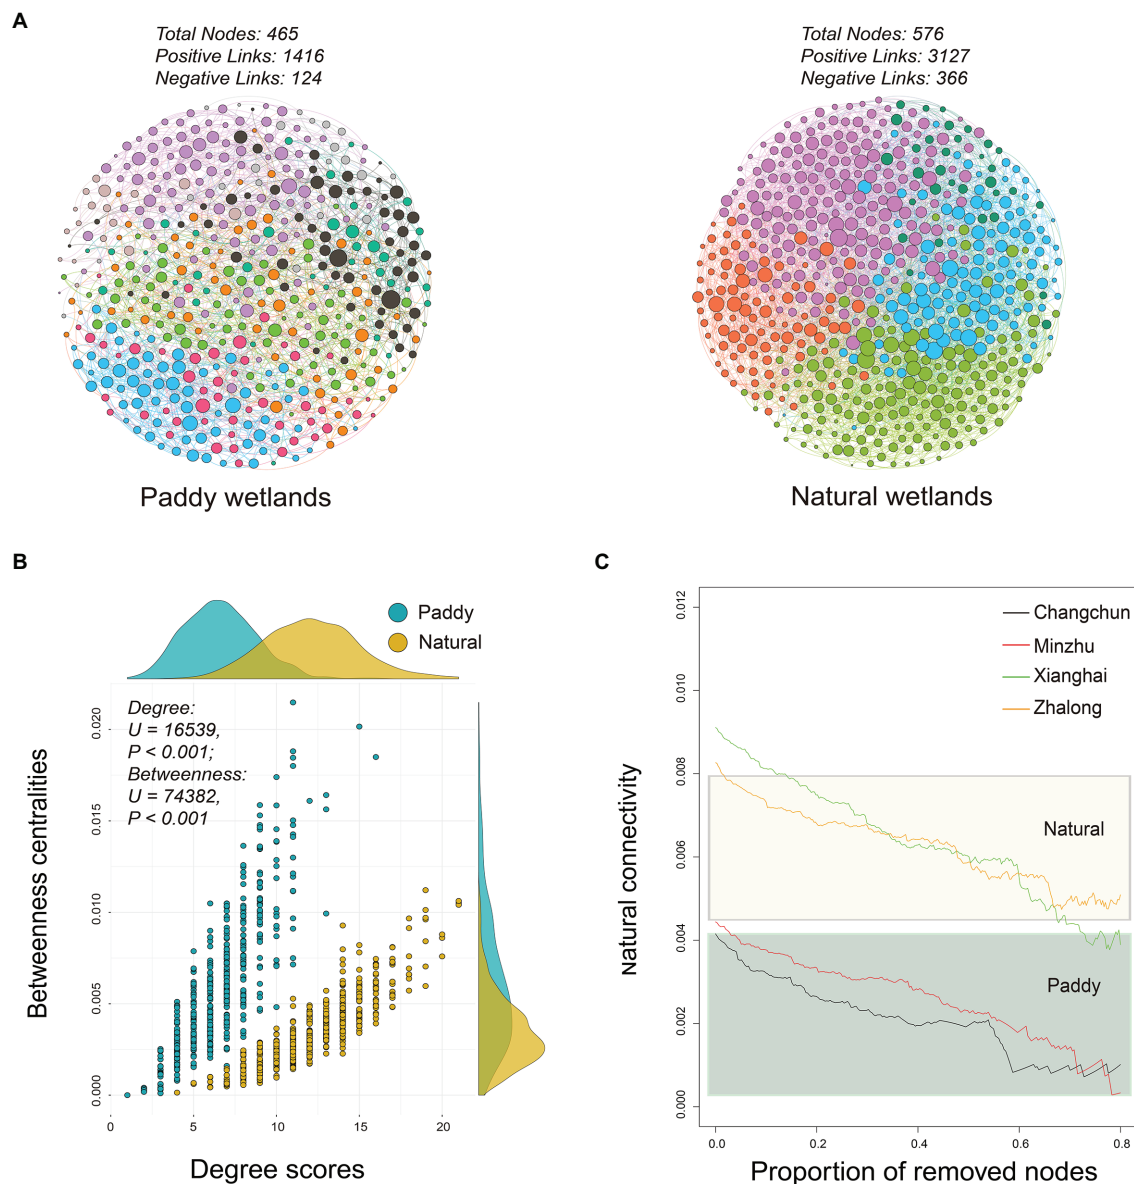 A
Total Nodes: 465
Positive Links: 1416
Negative Links: 124
Total Nodes: 576
Positive Links: 3127
Negative Links: 366
Paddy wetlands
Natural wetlands
B
Paddy
Natural
Degree:
U = 16539,
P < 0.001;
Betweenness:
U = 74382,
P < 0.001
Betweenness centralities
0.020
0.015
0.010
0.005
0.000
0
5
10
15
20
Degree scores
C
Changchun
Minzhu
Xianghai
Zhalong
Natural
Paddy
Natural connectivity
0.012
0.010
0.008
0.006
0.004
0.002
0.000
0.0
0.2
0.4
0.6
0.8
Proportion of removed nodes